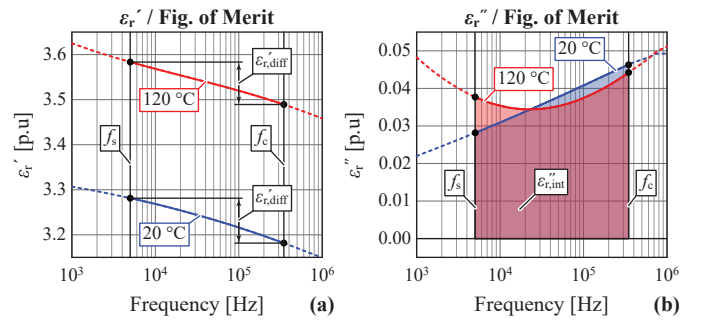 εr′ / Fig. of Merit
εr′ [p.u]
3.6
3.5
3.3
3.2
120 °C
εr,diff′
fs
fc
εr,diff′
20 °C
10³ 10⁴ 10⁵ 10⁶
Frequency [Hz] (a)
εr″ / Fig. of Merit
εr″ [p.u]
0.05
0.04
0.03
0.02
0.01
0.00
20 °C
120 °C
fs
εr,int″
fc
10³ 10⁴ 10⁵ 10⁶
Frequency [Hz] (b)